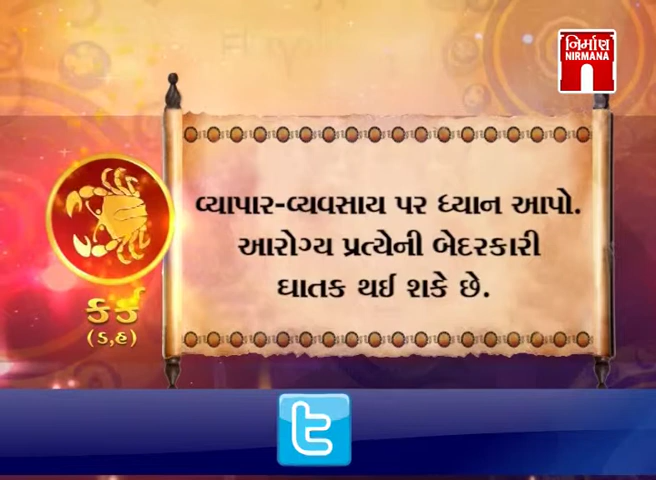 નિર્માણ
NIRMANA
વ્યાપાર-વ્યવસાય પર ધ્યાન આપો.
આરોગ્ય પ્રત્યેની બેદરકારી
ઘાતક થઈ શકે છે.
કર્ક
(ડ,હ)